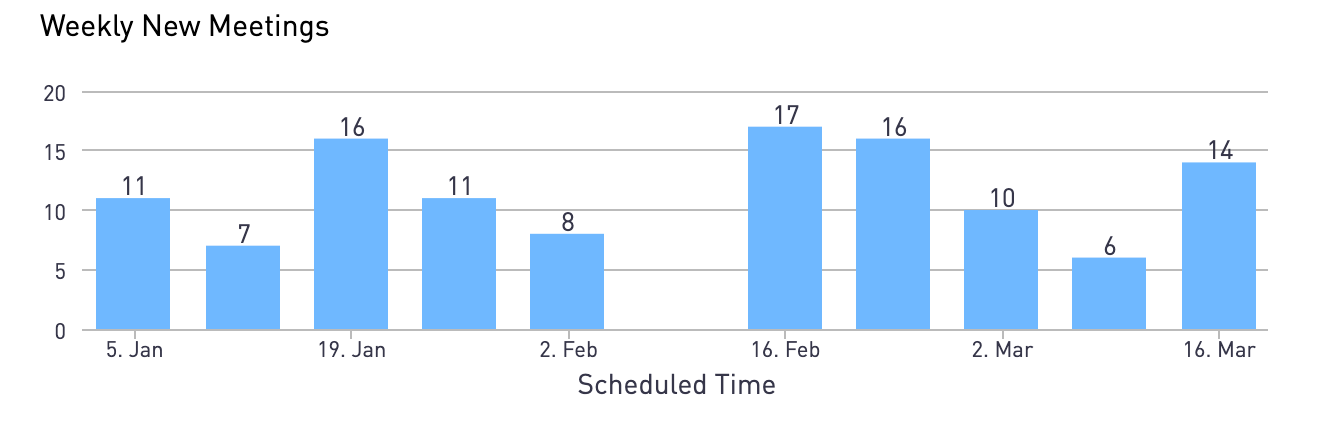 Weekly New Meetings
20
17
16
16
15
14
11
11
10
10
8
7
6
5
0
5. Jan
19. Jan
2. Feb
16. Feb
2. Mar
16. Mar
Scheduled Time